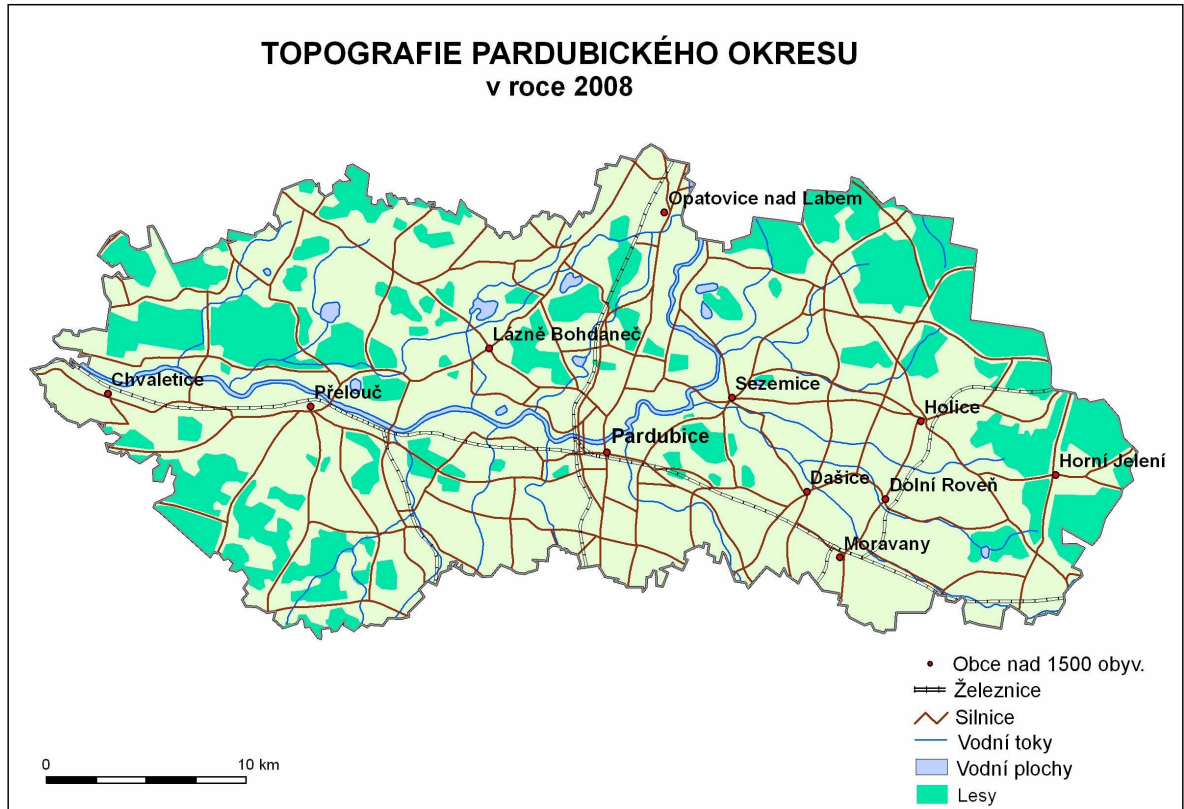 TOPOGRAFIE PARDUBICKÉHO OKRESU
v roce 2008
Opatovice nad Labem
Lázně Bohdaneč
Chvaletice
Přelouč
Sezemice
Holice
Pardubice
Horní Jelení
Dašice
Dolní Roveň
Moravany
Obce nad 1500 obyv.
Železnice
Silnice
Vodní toky
Vodní plochy
Lesy
0 10 km